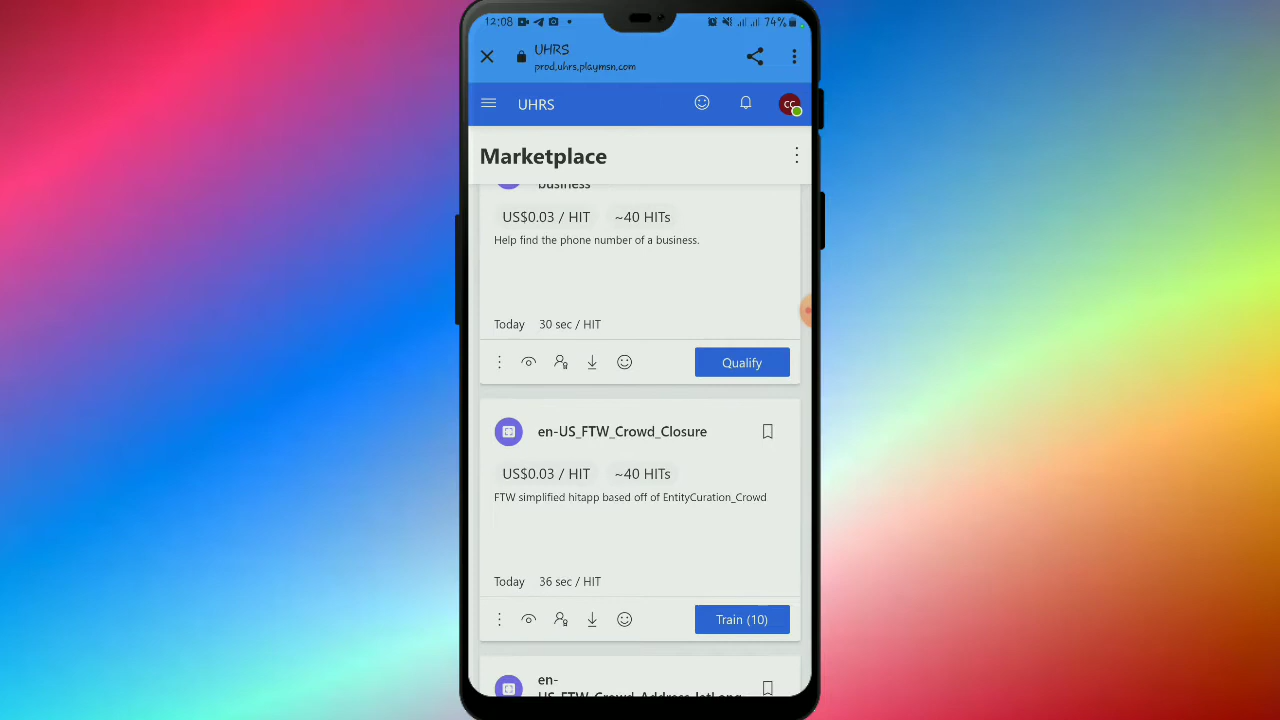 12:08
74%
UHRS
prod.uhrs.playmsn.com
UHRS
CC
Marketplace
business
US$0.03 / HIT ~40 HITs
Help find the phone number of a business.
Today 30 sec / HIT
Qualify
en-US_FTW_Crowd_Closure
US$0.03 / HIT ~40 HITs
FTW simplified hitapp based off of EntityCuration_Crowd
Today 36 sec / HIT
Train (10)
en-